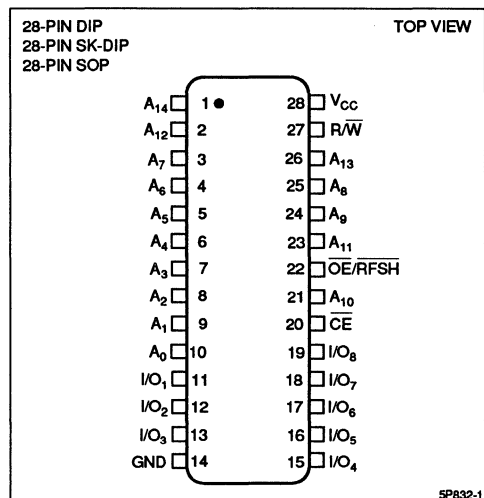 28-PIN DIP TOP VIEW
28-PIN SK-DIP
28-PIN SOP
A14 1 28 VCC
A12 2 27 R/W̅
A7 3 26 A13
A6 4 25 A8
A5 5 24 A9
A4 6 23 A11
A3 7 22 O̅E̅/R̅F̅S̅H̅
A2 8 21 A10
A1 9 20 C̅E̅
A0 10 19 I/O8
I/O1 11 18 I/O7
I/O2 12 17 I/O6
I/O3 13 16 I/O5
GND 14 15 I/O4
5P832-1